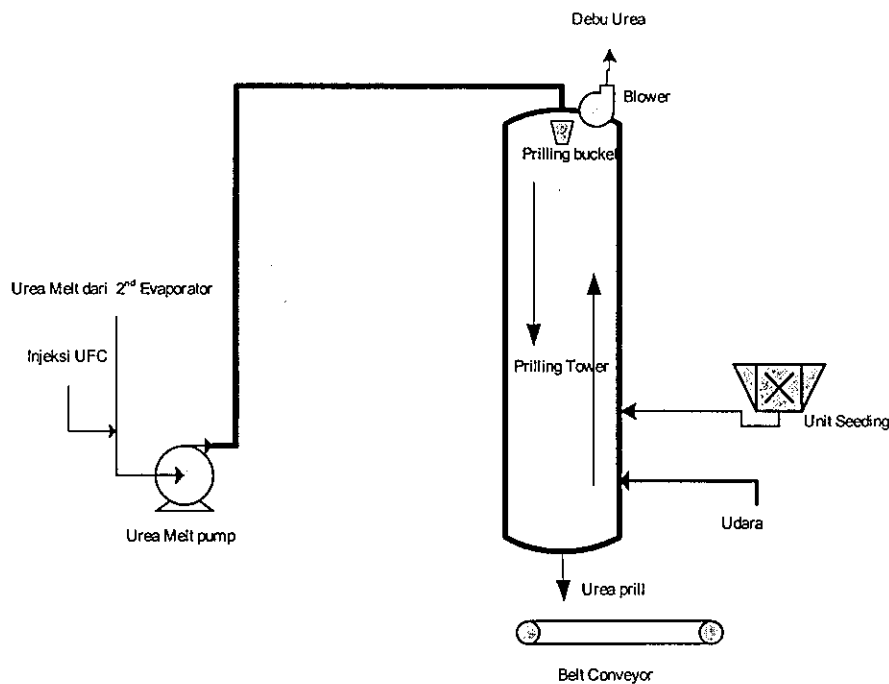 Debu Urea
Blower
Prilling bucket
Urea Melt dari 2nd Evaporator
Injeksi UFC
Prilling Tower
Unit Seeding
Udara
Urea Melt pump
Urea prill
Belt Conveyor